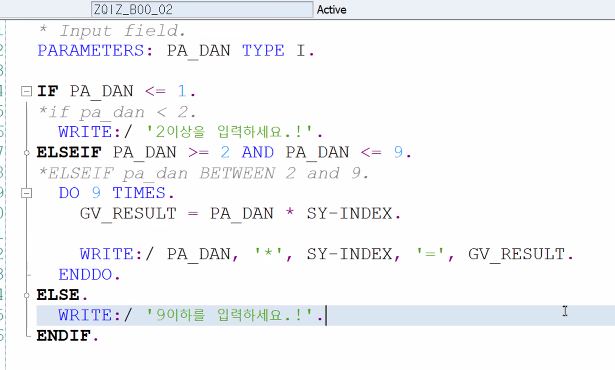 ZQIZ_B00_02 Active
* Input field.
PARAMETERS: PA_DAN TYPE I.
IF PA_DAN <= 1.
*if pa_dan < 2.
WRITE:/ '2이상을 입력하세요.!'.
ELSEIF PA_DAN >= 2 AND PA_DAN <= 9.
*ELSEIF pa_dan BETWEEN 2 and 9.
DO 9 TIMES.
GV_RESULT = PA_DAN * SY-INDEX.
WRITE:/ PA_DAN, '*', SY-INDEX, '=', GV_RESULT.
ENDDO.
ELSE.
WRITE:/ '9이하를 입력하세요.!'.
ENDIF.